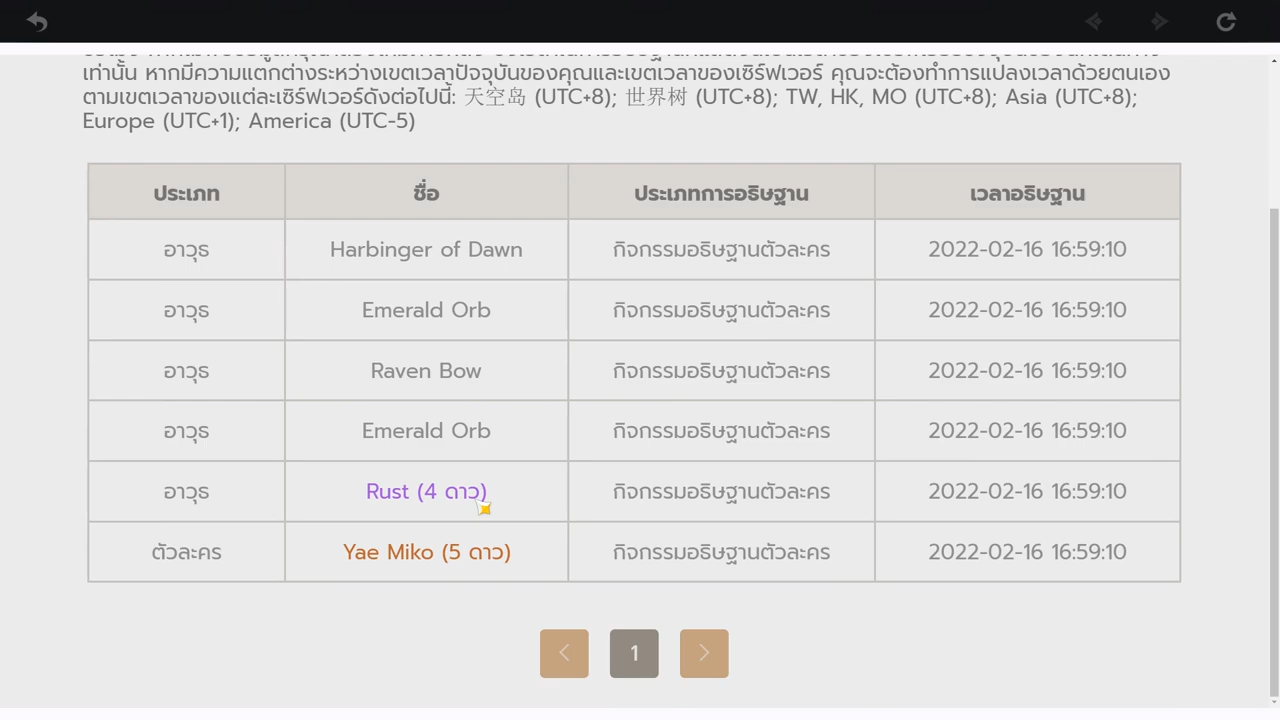 เท่านั้น หากมีความแตกต่างระหว่างเขตเวลาปัจจุบันของคุณและเขตเวลาของเซิร์ฟเวอร์ คุณจะต้องทำการแปลงเวลาด้วยตนเอง
ตามเขตเวลาของแต่ละเซิร์ฟเวอร์ดังต่อไปนี้: 天空岛 (UTC+8); 世界树 (UTC+8); TW, HK, MO (UTC+8); Asia (UTC+8);
Europe (UTC+1); America (UTC-5)
ประเภท ชื่อ ประเภทการอธิษฐาน เวลาอธิษฐาน
อาวุธ Harbinger of Dawn กิจกรรมอธิษฐานตัวละคร 2022-02-16 16:59:10
อาวุธ Emerald Orb กิจกรรมอธิษฐานตัวละคร 2022-02-16 16:59:10
อาวุธ Raven Bow กิจกรรมอธิษฐานตัวละคร 2022-02-16 16:59:10
อาวุธ Emerald Orb กิจกรรมอธิษฐานตัวละคร 2022-02-16 16:59:10
อาวุธ Rust (4 ดาว) กิจกรรมอธิษฐานตัวละคร 2022-02-16 16:59:10
ตัวละคร Yae Miko (5 ดาว) กิจกรรมอธิษฐานตัวละคร 2022-02-16 16:59:10
1